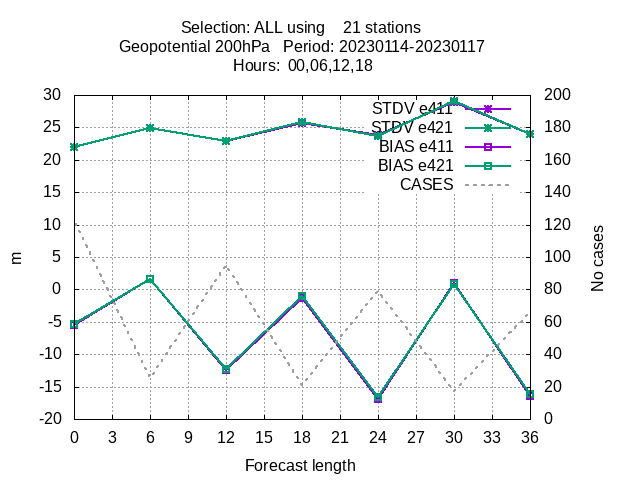 Selection: ALL using    21 stations
Geopotential 200hPa   Period: 20230114-20230117
Hours:  00,06,12,18
30
25
20
15
10
5
0
-5
-10
-15
-20
m
STDV e411
STDV e421
BIAS e411
BIAS e421
CASES
200
180
160
140
120
100
80
60
40
20
0
No cases
0 3 6 9 12 15 18 21 24 27 30 33 36
Forecast length